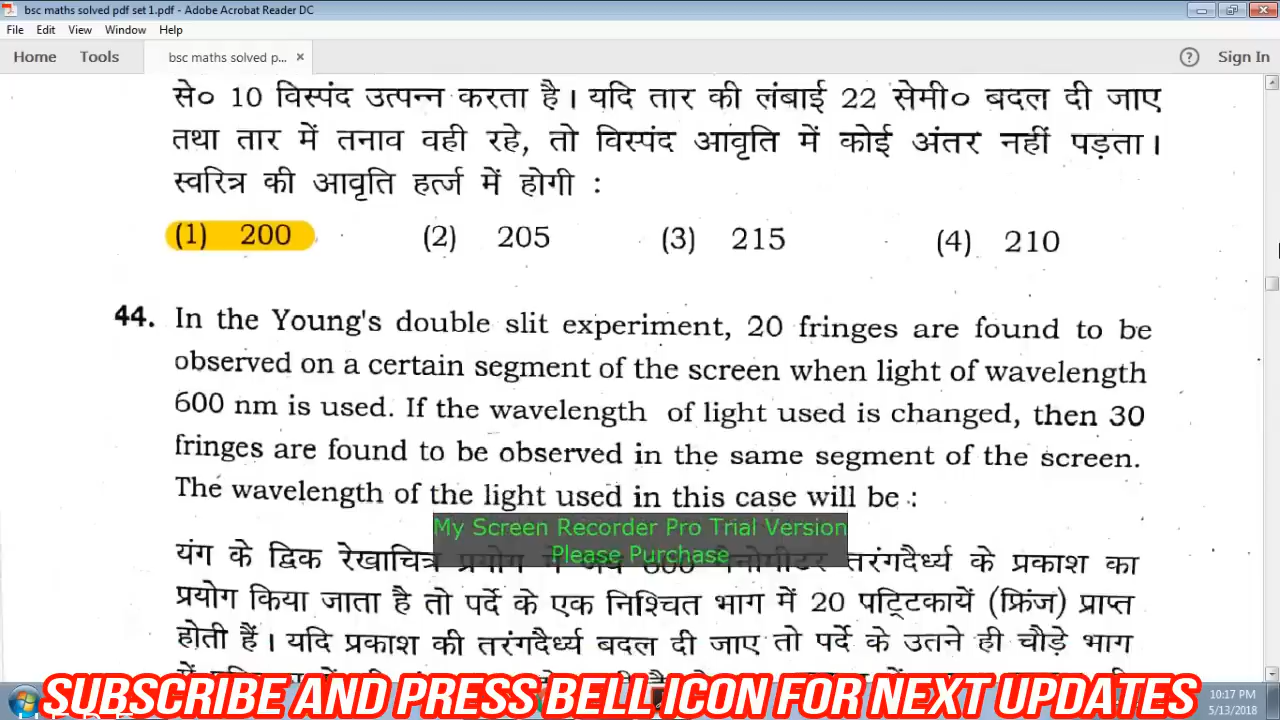 bsc maths solved pdf set 1.pdf - Adobe Acrobat Reader DC
File Edit View Window Help
Home Tools bsc maths solved p... × ? Sign In
से० 10 विस्पंद उत्पन्न करता है। यदि तार की लंबाई 22 सेमी० बदल दी जाए
तथा तार में तनाव वही रहे, तो विस्पंद आवृति में कोई अंतर नहीं पड़ता।
स्वरित्र की आवृति हर्त्ज में होगी :
(1) 200 (2) 205 (3) 215 (4) 210
44. In the Young's double slit experiment, 20 fringes are found to be
observed on a certain segment of the screen when light of wavelength
600 nm is used. If the wavelength of light used is changed, then 30
fringes are found to be observed in the same segment of the screen.
The wavelength of the light used in this case will be :
My Screen Recorder Pro Trial Version
Please Purchase
यंग के द्विक रेखाचित्र प्रयोग में 600 तरंगदैर्ध्य के प्रकाश का
प्रयोग किया जाता है तो पर्दे के एक निश्चित भाग में 20 पट्टिकायें (फ्रिंज) प्राप्त
होती हैं। यदि प्रकाश की तरंगदैर्ध्य बदल दी जाए तो पर्दे के उतने ही चौड़े भाग
SUBSCRIBE AND PRESS BELL ICON FOR NEXT UPDATES
10:17 PM
5/13/2018